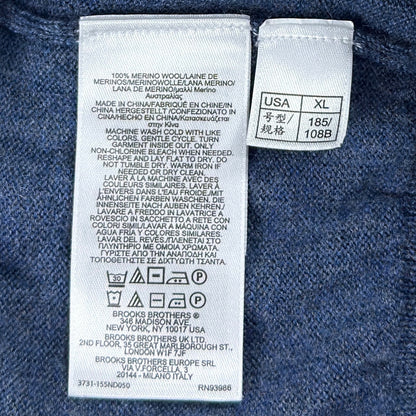 100% MERINO WOOL/LAINE DE
MERINOS/MERINOWOLLE/LANA MERINO/
LANA DE MERINO/μαλλί Merino
Αυστραλίας
MADE IN CHINA/FABRIQUÉ EN CHINE/IN
CHINA HERGESTELLT /CONFEZIONATO IN
CINA/HECHO EN CHINA/Κατασκευάζεται
στην Κίνα
MACHINE WASH COLD WITH LIKE
COLORS. GENTLE CYCLE. TURN
GARMENT INSIDE OUT. ONLY
NON-CHLORINE BLEACH WHEN NEEDED.
RESHAPE AND LAY FLAT TO DRY. DO
NOT TUMBLE DRY. WARM IRON IF
NEEDED OR DRY CLEAN.
LAVER A LA MACHINE AVEC DES
COULEURS SIMILAIRES. LAVER A
L'ENVERS DANS L'EAU FROIDE./MIT
ÄHNLICHEN FARBEN WASCHEN. DIE
INNENSEITE NACH AUßEN KEHREN/
LAVARE A FREDDO IN LAVATRICE A
ROVESCIO IN SACCHETTO A RETE CON
COLORI SIMILARI. LAVAR A MÁQUINA CON
AGUA FRIA Y COLORES SIMILARES.
LAVAR DEL REVÉS./ΠΛΥΣΙΜΟ ΣΕ
ΠΛΥΝΤΗΡΙΟ ΜΕ ΟΜΟΙΑ ΧΡΩΜΑΤΑ.
ΓΥΡΙΣΤΕ ΑΠΟ ΤΗΝ ΑΝΑΠΟΔΗ ΚΑΙ
ΤΟΠΟΘΕΤΗΣΤΕ ΣΕ ΔΙΚΤΥΩΤΗ ΤΣΑΝΤΑ
30 P
BROOKS BROTHERS ®
346 MADISON AVE
NEW YORK, NY 10017 USA
BROOKS BROTHERS UK LTD.
2ND FLOOR, 35 GREAT MARLBOROUGH ST.,
LONDON W1F 7JF
BROOKS BROTHERS EUROPE SRL
VIA V.FORCELLA, 3
20144 - MILANO ITALY
3731-155ND050 RN93986
USA XL
号型/ 185/
规格 108B